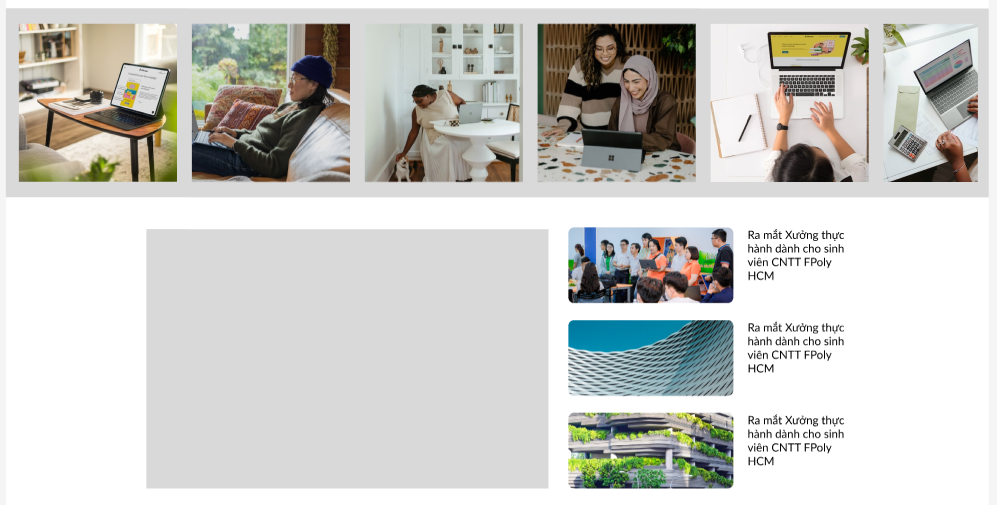 Ra mắt Xưởng thực
hành dành cho sinh
viên CNTT FPoly
HCM
Ra mắt Xưởng thực
hành dành cho sinh
viên CNTT FPoly
HCM
Ra mắt Xưởng thực
hành dành cho sinh
viên CNTT FPoly
HCM